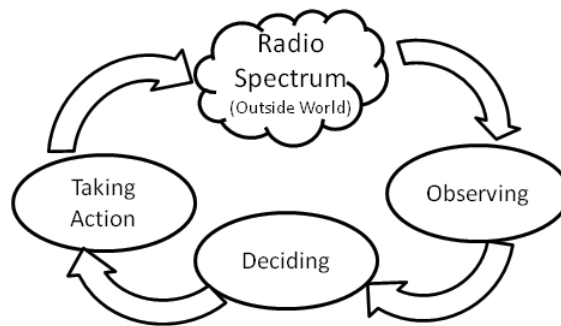 Radio
Spectrum
(Outside World)
Observing
Deciding
Taking
Action